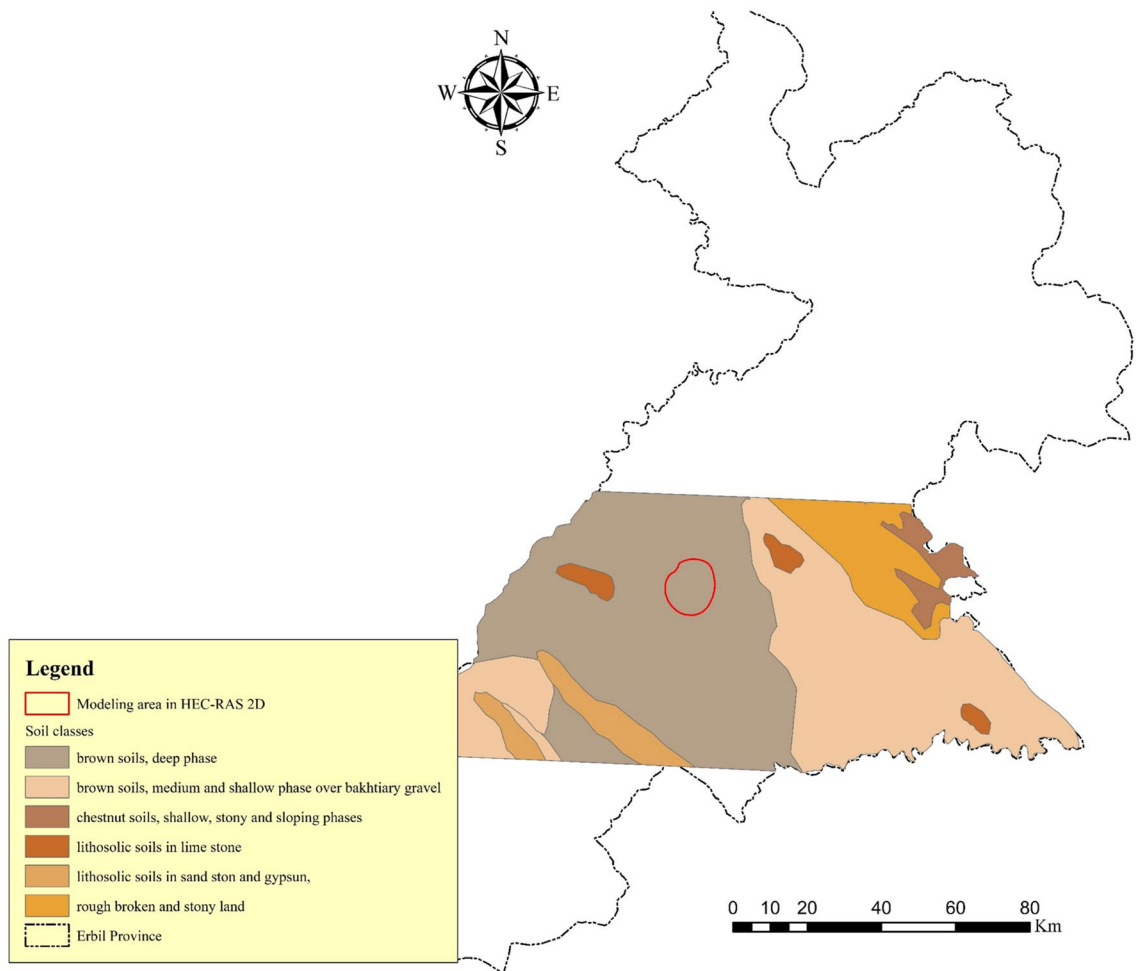 N
W E
S
Legend
Modeling area in HEC-RAS 2D
Soil classes
brown soils, deep phase
brown soils, medium and shallow phase over bakhtiary gravel
chestnut soils, shallow, stony and sloping phases
lithosolic soils in lime stone
lithosolic soils in sand ston and gypsun,
rough broken and stony land
Erbil Province
0 10 20 40 60 80
Km